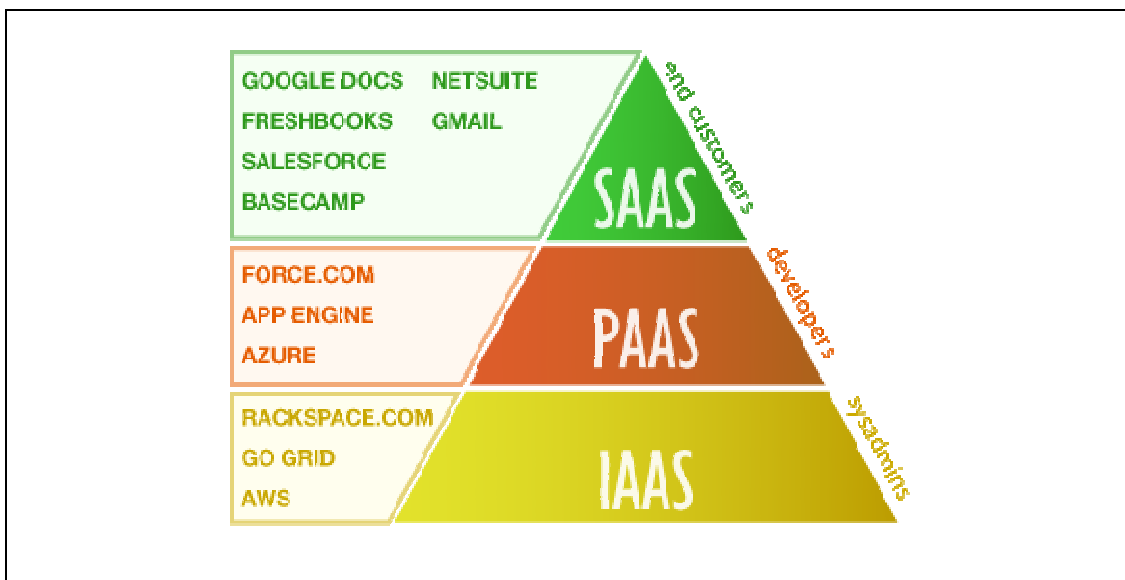 GOOGLE DOCS NETSUITE
FRESHBOOKS GMAIL
SALESFORCE
BASECAMP
SAAS
end customers
FORCE.COM
APP ENGINE
AZURE
PAAS
developers
RACKSPACE.COM
GO GRID
AWS
IAAS
sysadmins